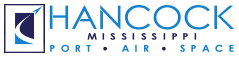 HANCOCK
MISSISSIPPI
PORT • AIR • SPACE